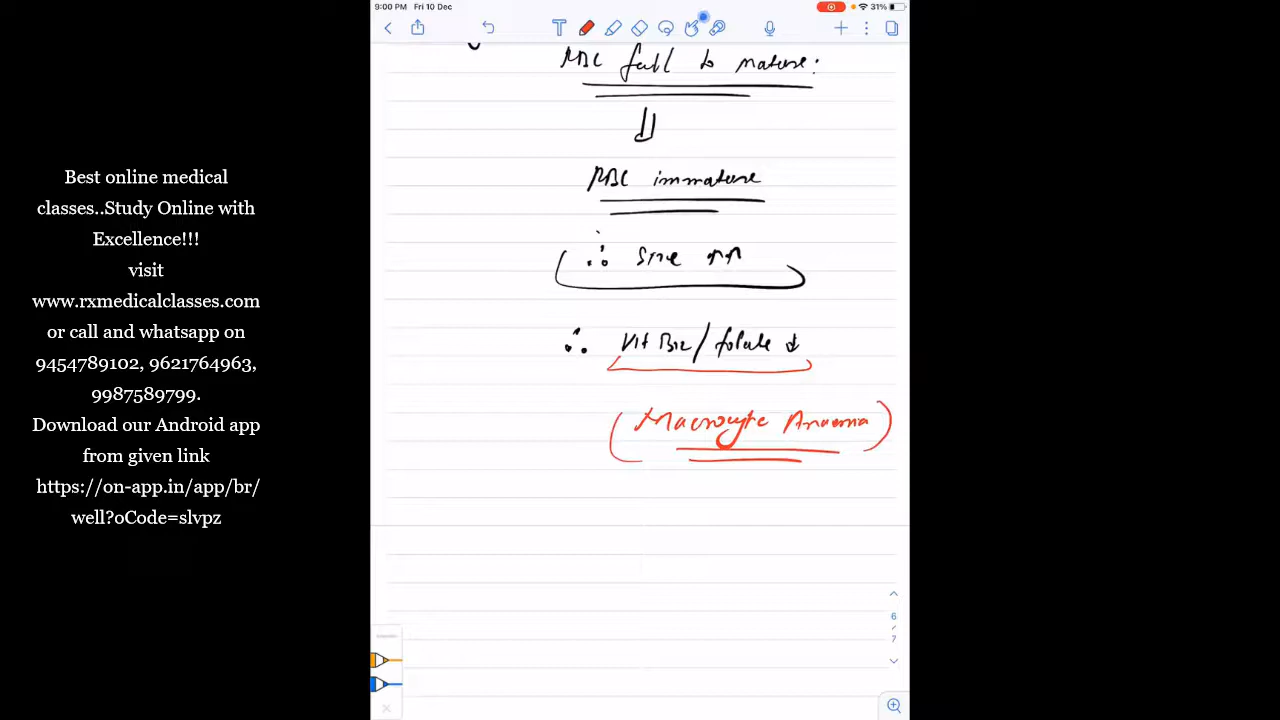 9:00 PM Fri 10 Dec
31%
RBC fail to mature:
RBC immature
∴ Size ↑↑
∴ Vit B12/folate ↓
(Macrocytic Anaemia)
Best online medical
classes..Study Online with
Excellence!!!
visit
www.rxmedicalclasses.com
or call and whatsapp on
9454789102, 9621764963,
9987589799.
Download our Android app
from given link
https://on-app.in/app/br/
well?oCode=slvpz
6
/
7